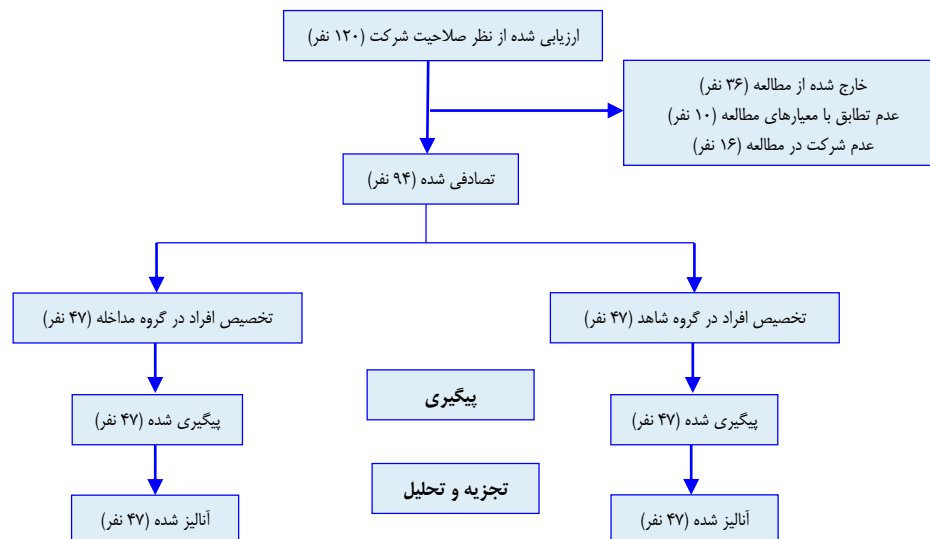 ارزیابی شده از نظر صلاحیت شرکت (۱۲۰ نفر)
خارج شده از مطالعه (۳۶ نفر)
عدم تطابق با معیارهای مطالعه (۱۰ نفر)
عدم شرکت در مطالعه (۱۶ نفر)
تصادفی شده (۹۴ نفر)
تخصیص افراد در گروه شاهد (۴۷ نفر)
تخصیص افراد در گروه مداخله (۴۷ نفر)
پیگیری
پیگیری شده (۴۷ نفر)
پیگیری شده (۴۷ نفر)
تجزیه و تحلیل
آنالیز شده (۴۷ نفر)
آنالیز شده (۴۷ نفر)